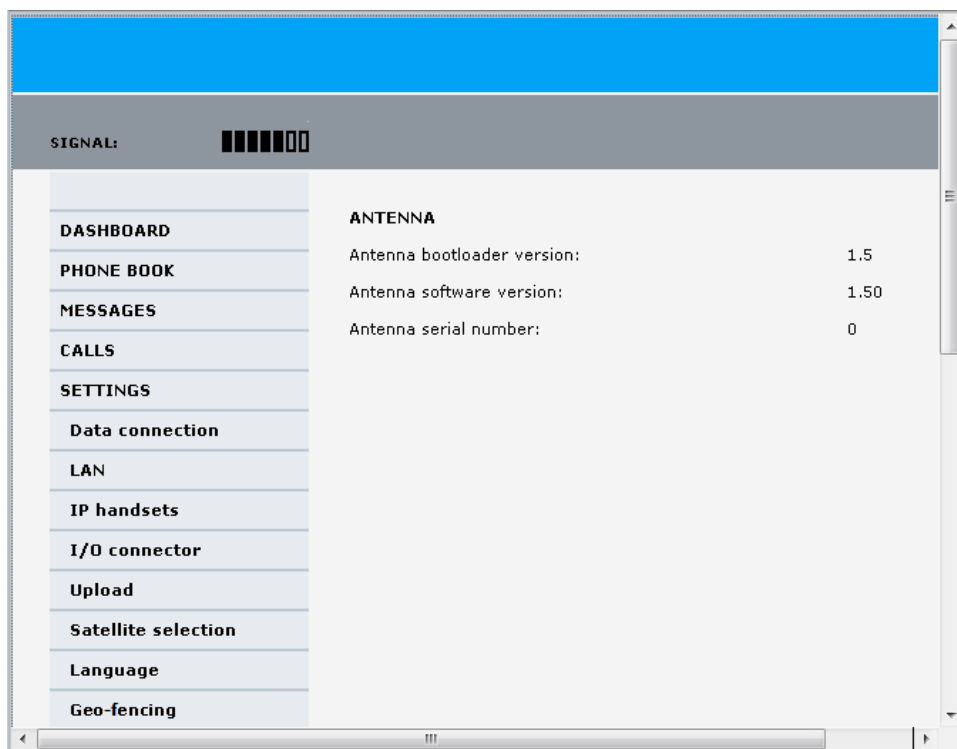 SIGNAL:
DASHBOARD
PHONE BOOK
MESSAGES
CALLS
SETTINGS
Data connection
LAN
IP handsets
I/O connector
Upload
Satellite selection
Language
Geo-fencing
ANTENNA
Antenna bootloader version: 1.5
Antenna software version: 1.50
Antenna serial number: 0